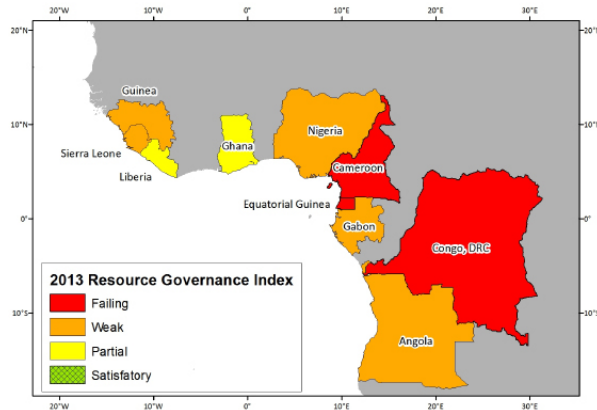 20°W
10°W
0°
10°E
20°E
30°E
20°N
20°N
Guinea
10°N
10°N
Nigeria
Ghana
Sierra Leone
Cameroon
Liberia
Equatorial Guinea
0°
0°
Gabon
Congo, DRC
2013 Resource Governance Index
Failing
Weak
Partial
Satisfatory
10°S
10°S
Angola
20°W
10°W
0°
10°E
20°E
30°E